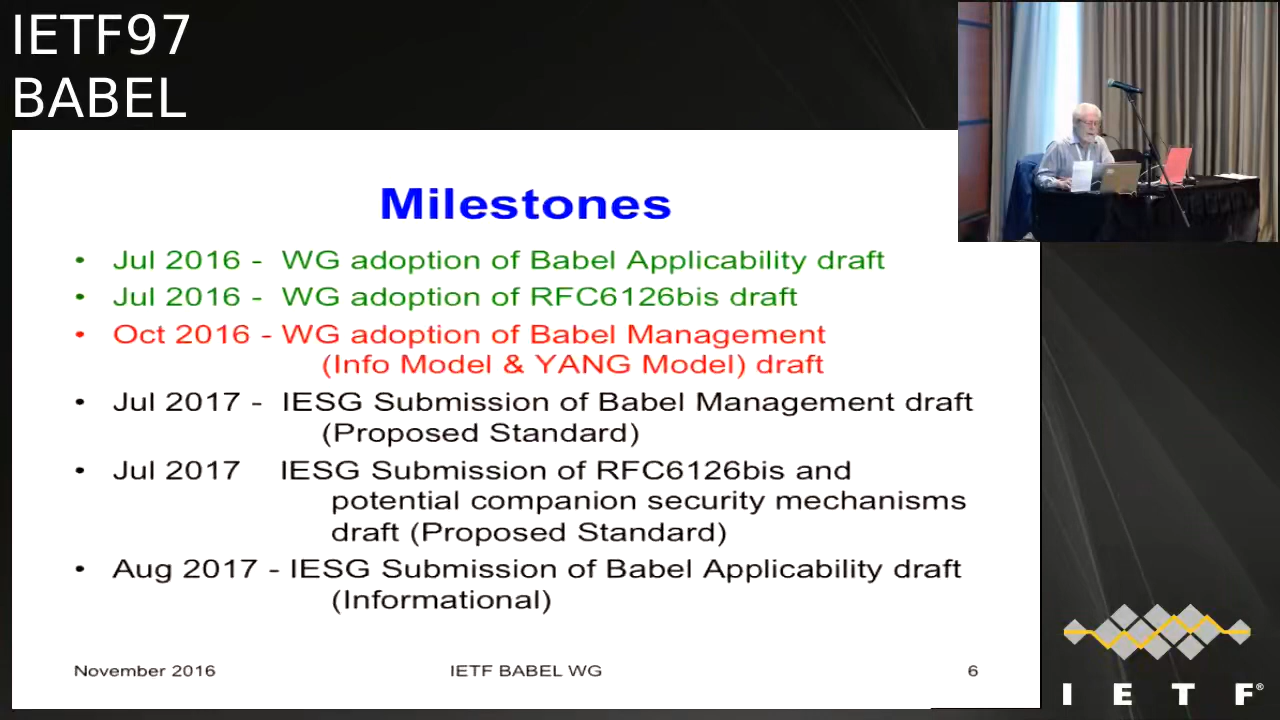 IETF97
BABEL
Milestones
• Jul 2016 - WG adoption of Babel Applicability draft
• Jul 2016 - WG adoption of RFC6126bis draft
• Oct 2016 - WG adoption of Babel Management
(Info Model & YANG Model) draft
• Jul 2017 - IESG Submission of Babel Management draft
(Proposed Standard)
• Jul 2017 IESG Submission of RFC6126bis and
potential companion security mechanisms
draft (Proposed Standard)
• Aug 2017 - IESG Submission of Babel Applicability draft
(Informational)
November 2016 IETF BABEL WG 6
I E T F®